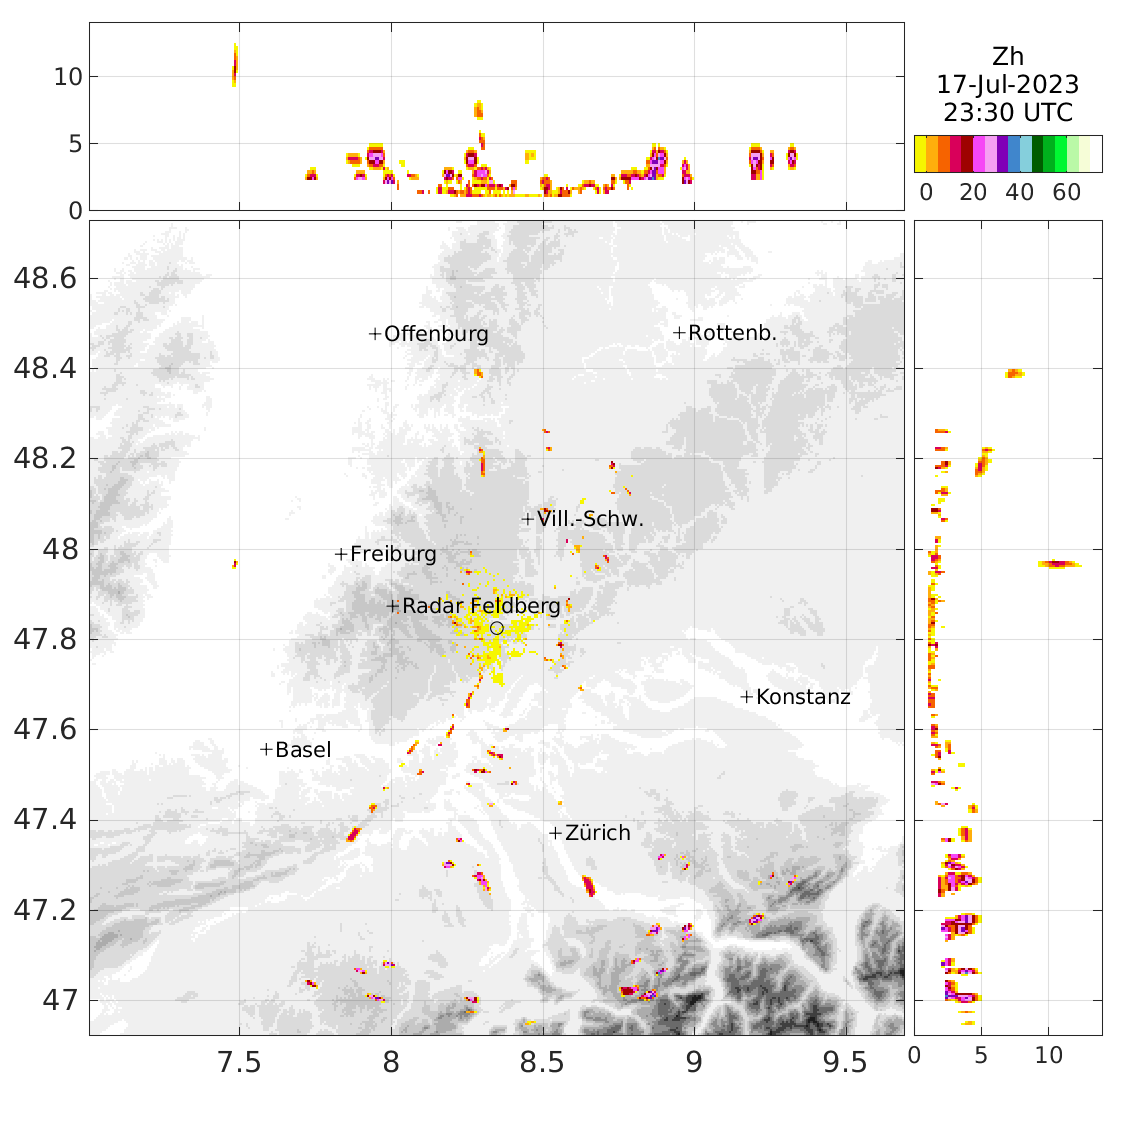 Zh
17-Jul-2023
23:30 UTC
10
5
0
0 20 40 60
48.6
48.4
48.2
48
47.8
47.6
47.4
47.2
47
+Offenburg
+Rottenb.
+Vill.-Schw.
+Freiburg
+Radar Feldberg
+Konstanz
+Basel
+Zürich
7.5 8 8.5 9 9.5
0 5 10